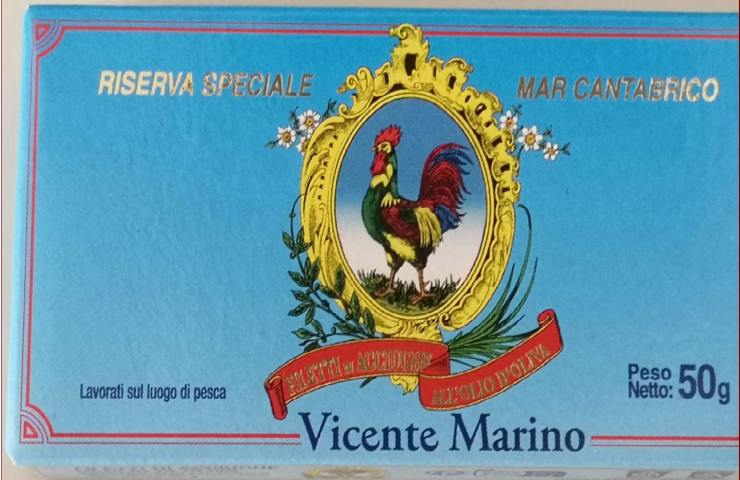 RISERVA SPECIALE
MAR CANTABRICO
FILETTI DI ACCIUGHE
ALL'OLIO D'OLIVA
Lavorati sul luogo di pesca
Peso
Netto: 50g
Vicente Marino